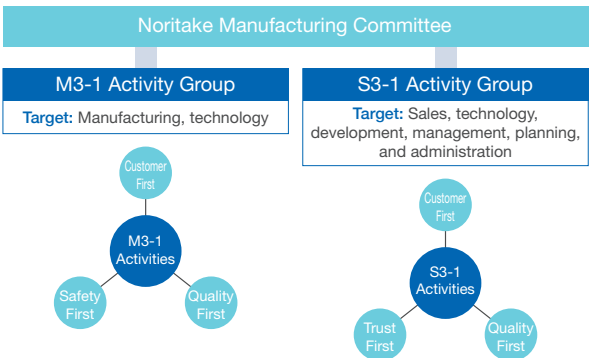 Noritake Manufacturing Committee
M3-1 Activity Group
Target: Manufacturing, technology
Customer
First
M3-1
Activities
Safety
First
Quality
First
S3-1 Activity Group
Target: Sales, technology,
development, management, planning,
and administration
Customer
First
S3-1
Activities
Trust
First
Quality
First